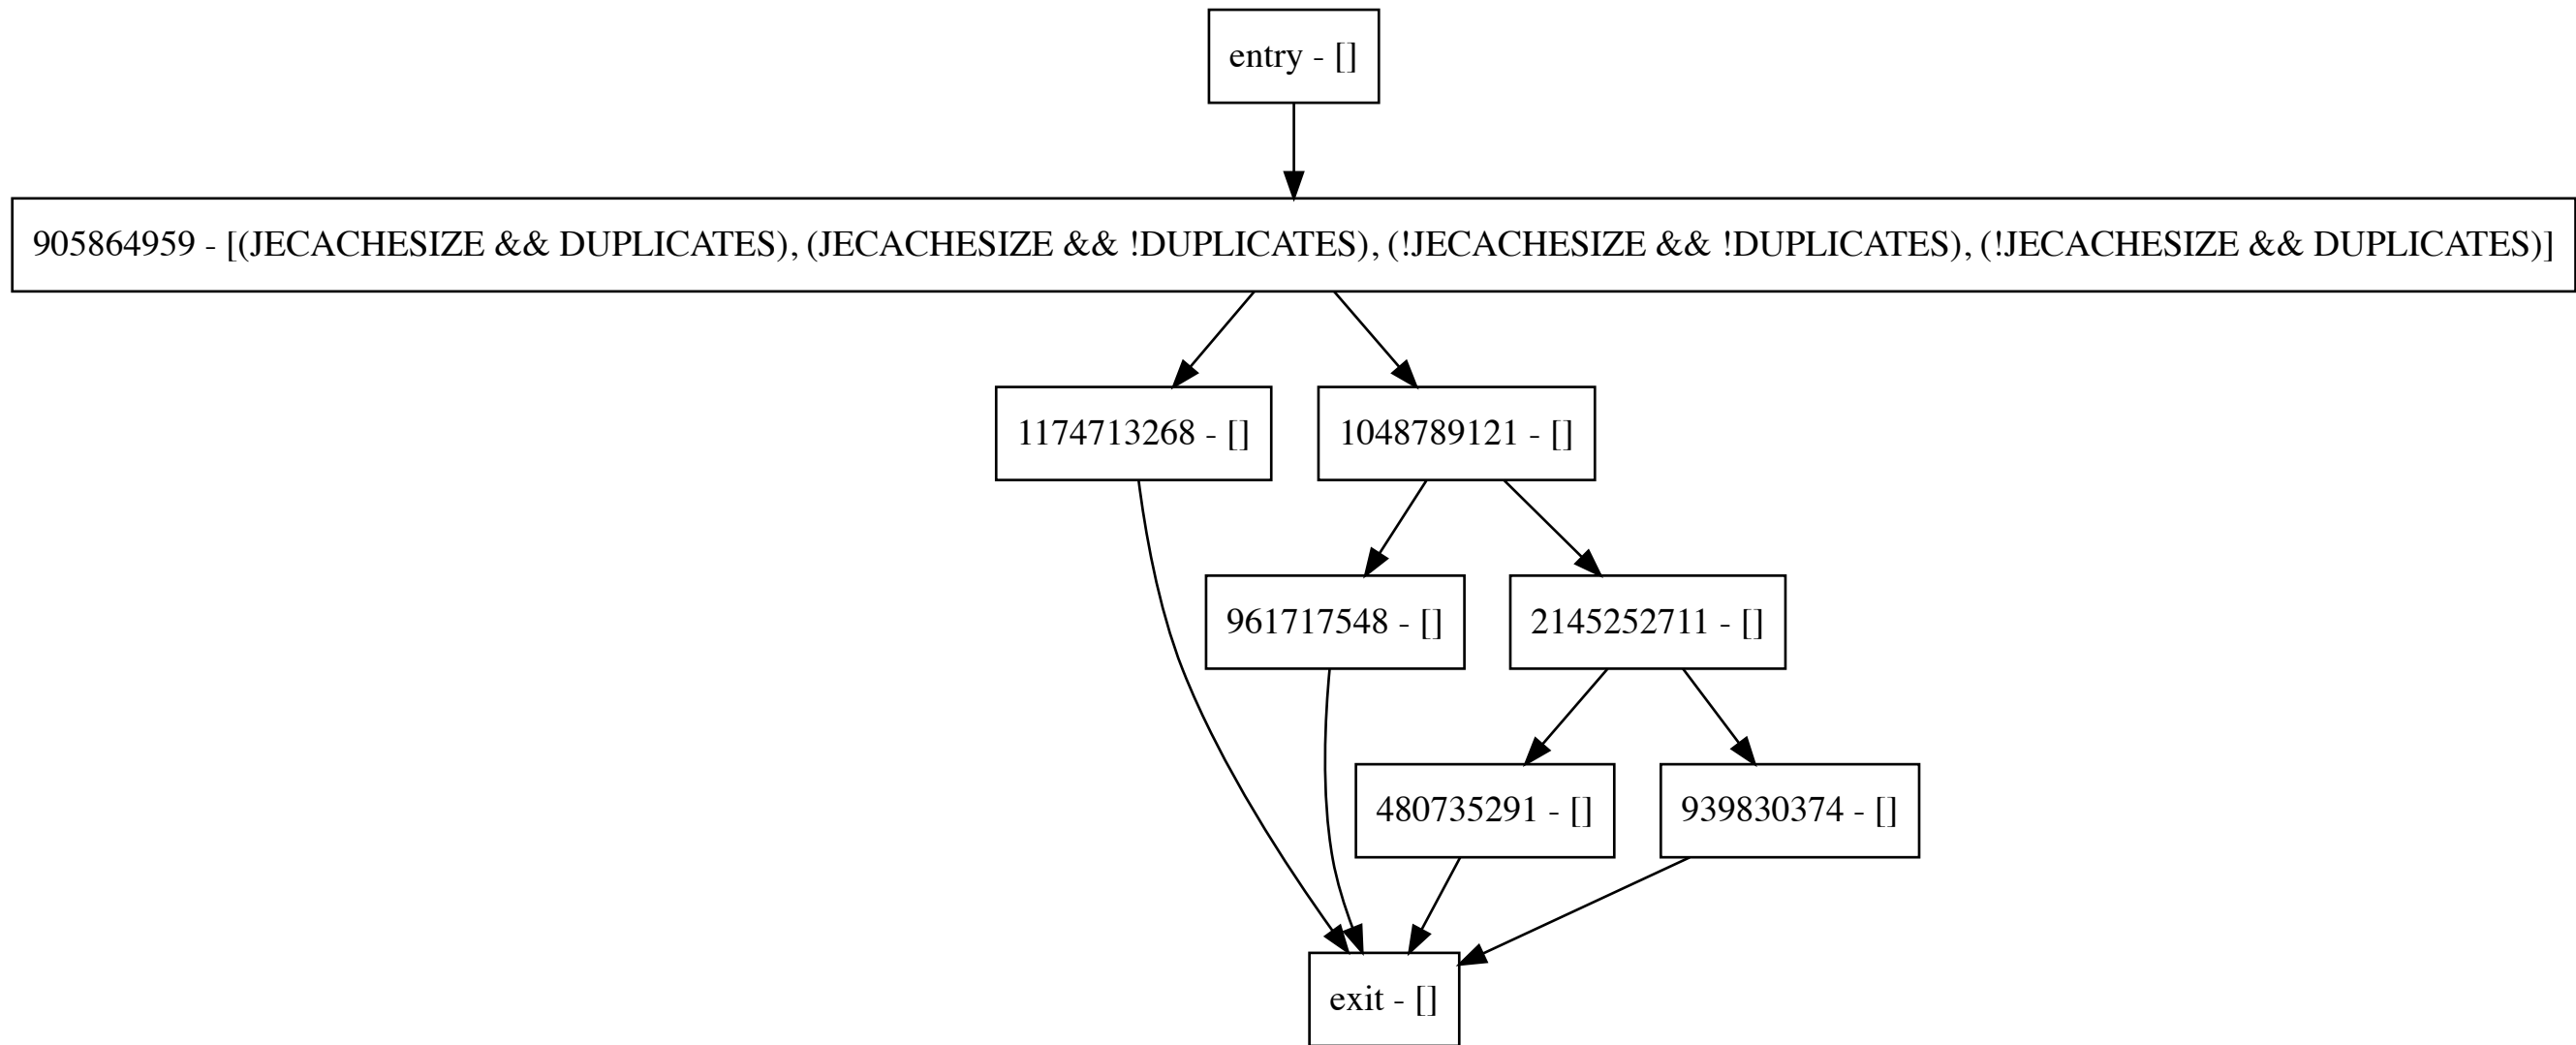 entry - []
905864959 - [(JECACHESIZE && DUPLICATES), (JECACHESIZE && !DUPLICATES), (!JECACHESIZE && !DUPLICATES), (!JECACHESIZE && DUPLICATES)]
1174713268 - []
1048789121 - []
961717548 - []
2145252711 - []
480735291 - []
939830374 - []
exit - []